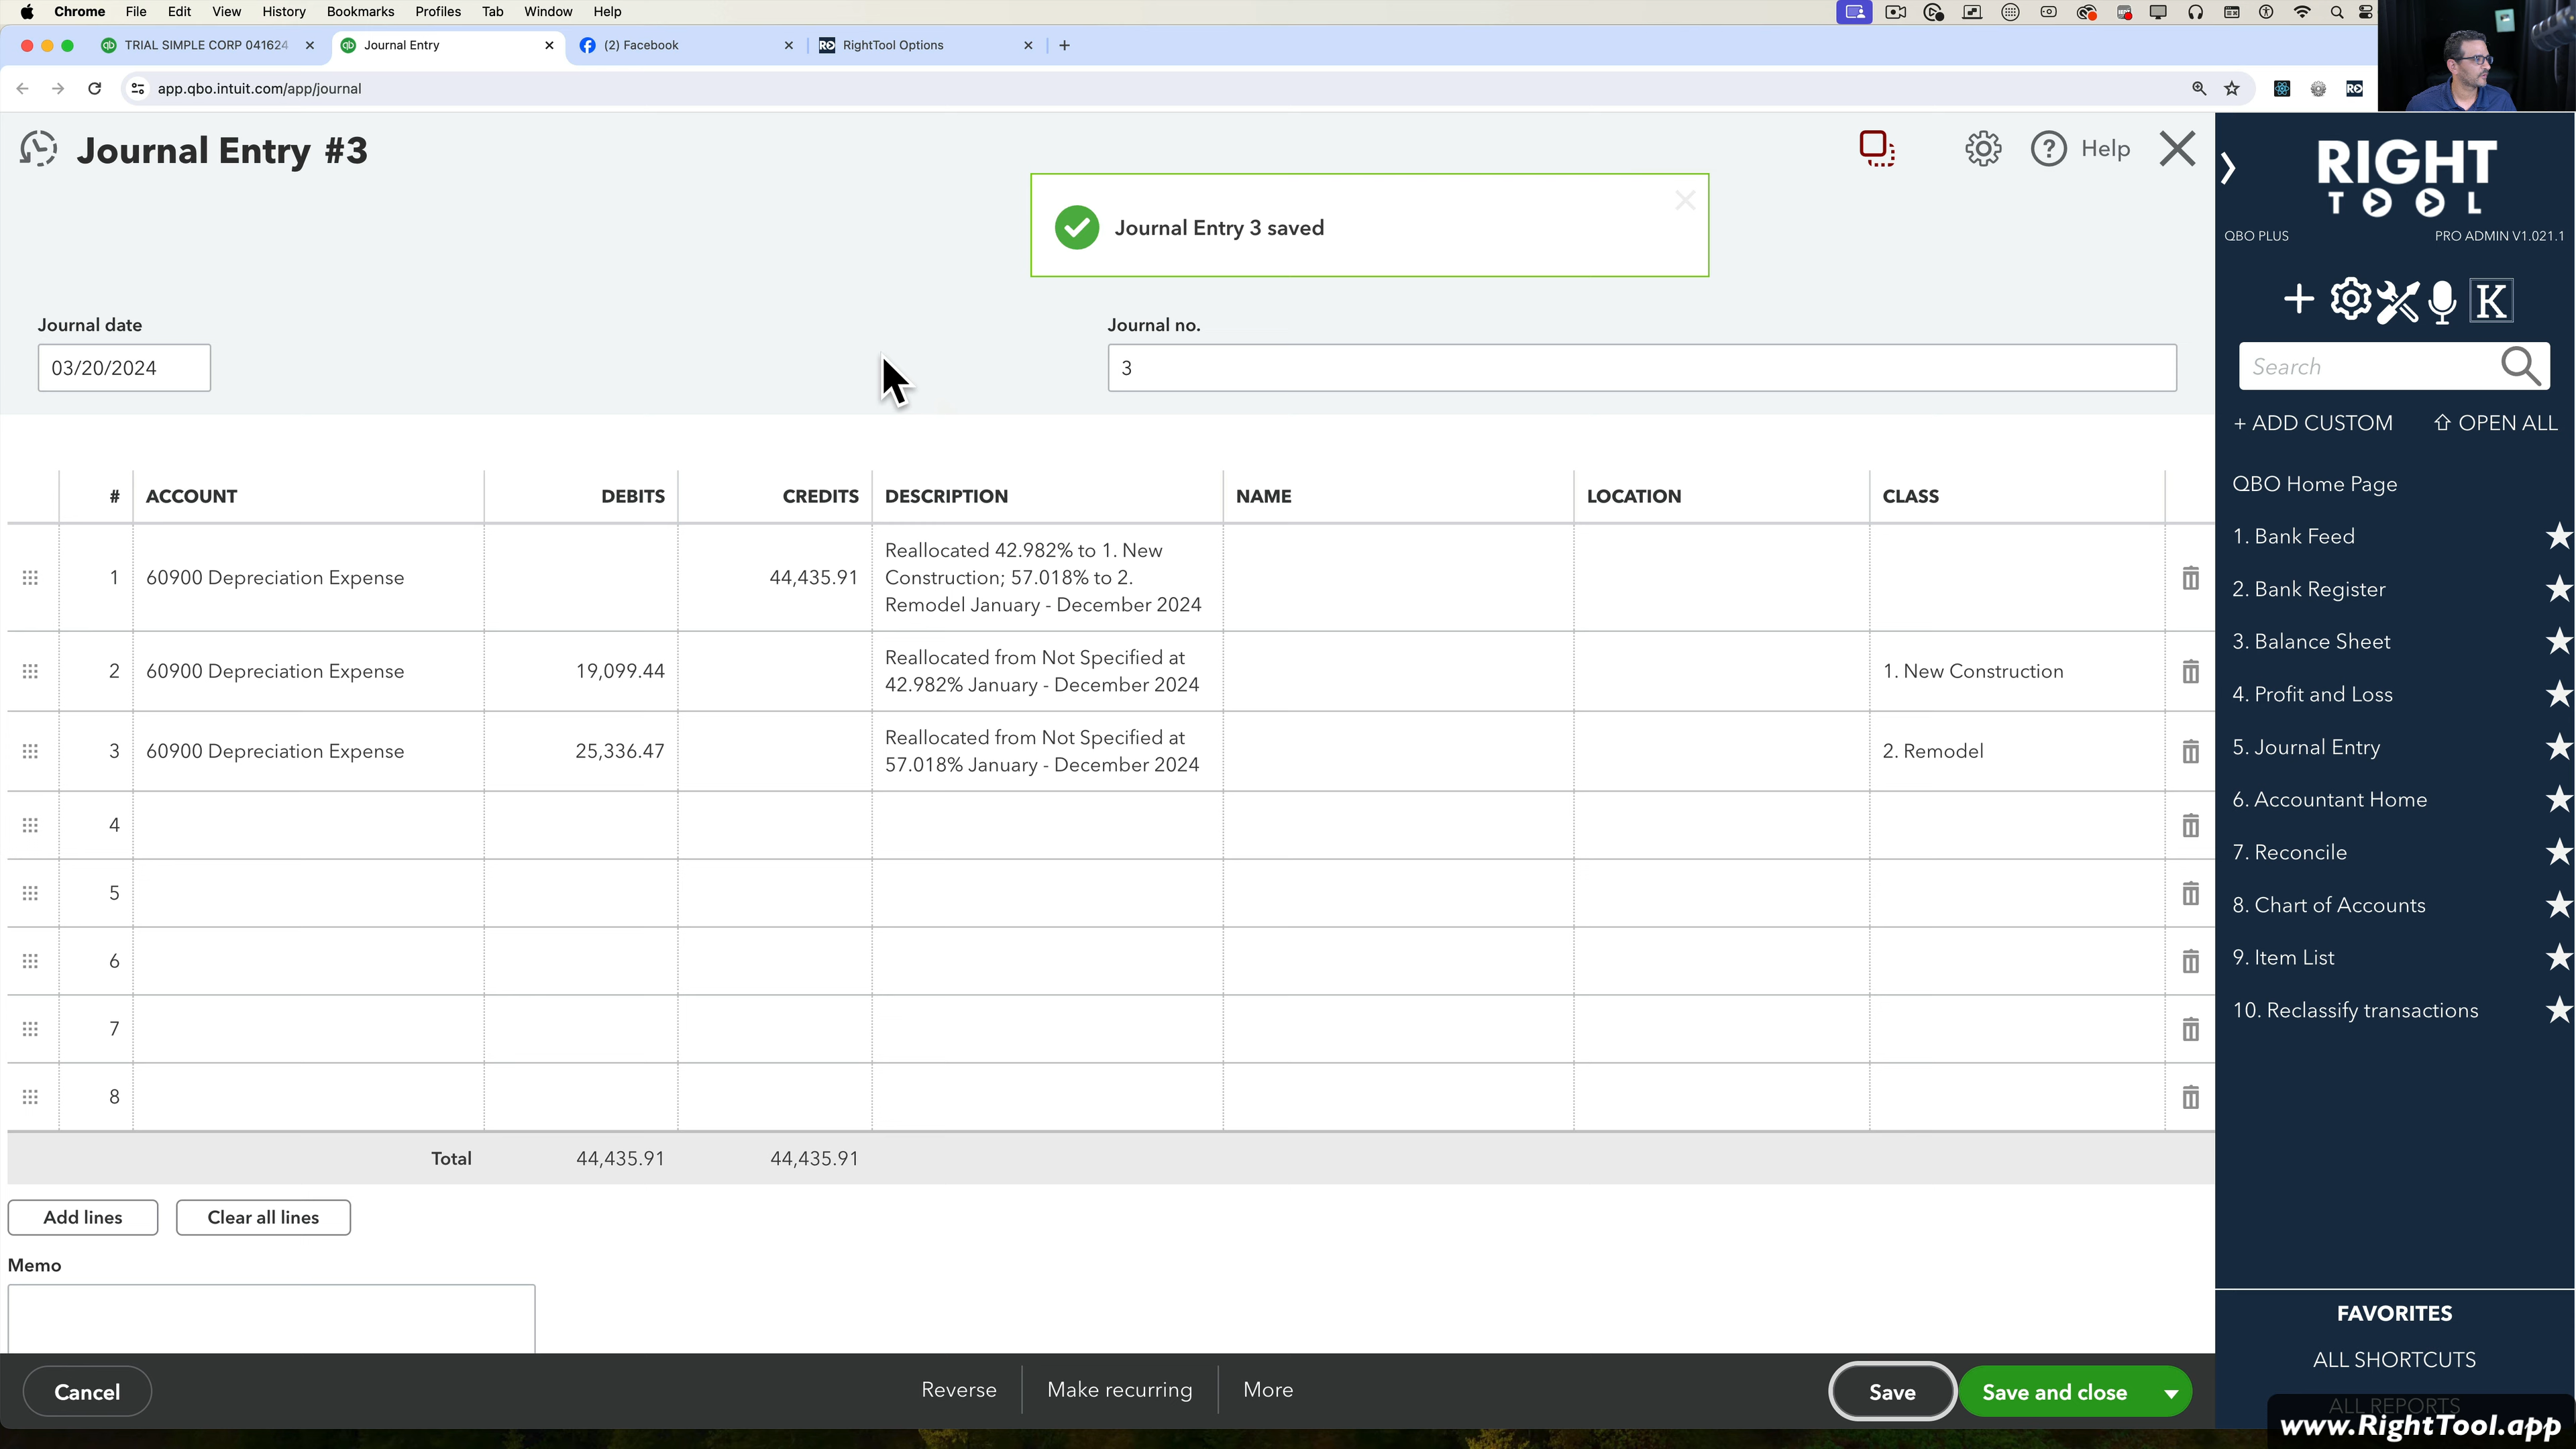 Chrome File Edit View History Bookmarks Profiles Tab Window Help
TRIAL SIMPLE CORP 041624
Journal Entry
(2) Facebook
RightTool Options
app.qbo.intuit.com/app/journal
Journal Entry #3
Help
Journal Entry 3 saved
Journal date
Journal no.
03/20/2024
3
# ACCOUNT DEBITS CREDITS DESCRIPTION NAME LOCATION CLASS
1 60900 Depreciation Expense 44,435.91 Reallocated 42.982% to 1. New
Construction; 57.018% to 2.
Remodel January - December 2024
2 60900 Depreciation Expense 19,099.44 Reallocated from Not Specified at
42.982% January - December 2024
1. New Construction
3 60900 Depreciation Expense 25,336.47 Reallocated from Not Specified at
57.018% January - December 2024
2. Remodel
4
5
6
7
8
Total 44,435.91 44,435.91
Add lines Clear all lines
Memo
Cancel Reverse Make recurring More Save Save and close
RIGHT
TOOL
QBO PLUS PRO ADMIN V1.021.1
K
Search
+ ADD CUSTOM OPEN ALL
QBO Home Page
1. Bank Feed
2. Bank Register
3. Balance Sheet
4. Profit and Loss
5. Journal Entry
6. Accountant Home
7. Reconcile
8. Chart of Accounts
9. Item List
10. Reclassify transactions
FAVORITES
ALL SHORTCUTS
ALL REPORTS
www.RightTool.app